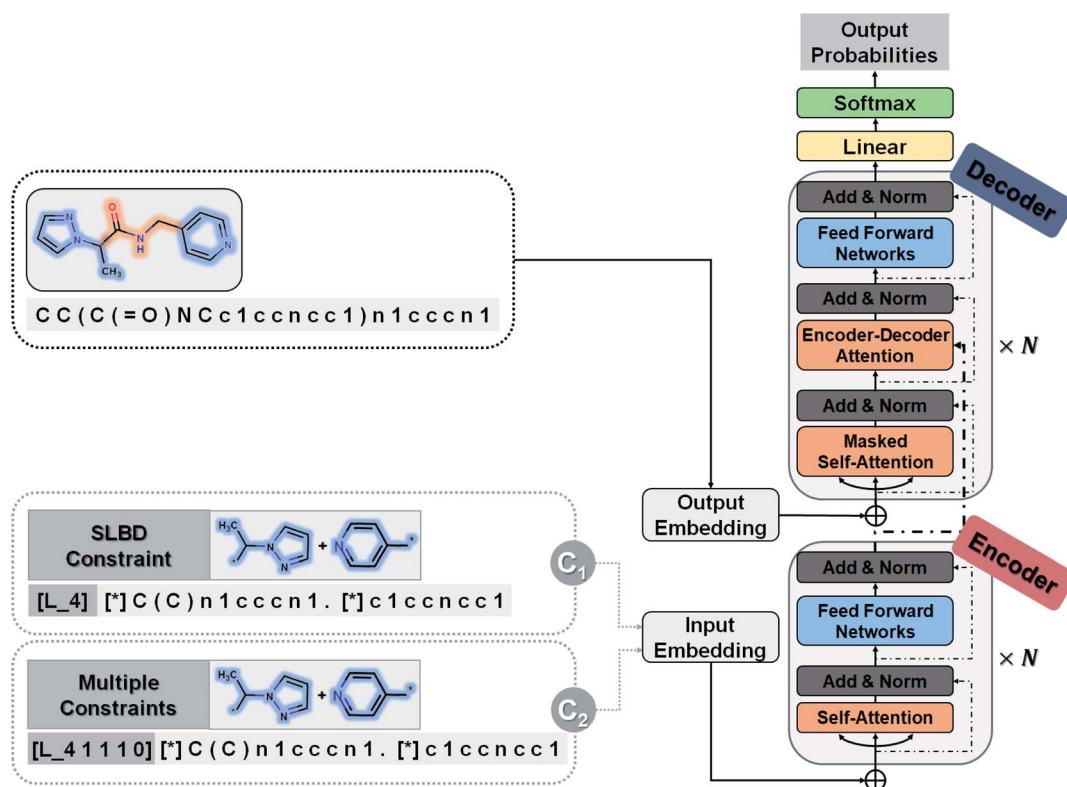 Output
Probabilities
Softmax
Linear
Decoder
Add & Norm
Feed Forward
Networks
Add & Norm
Encoder-Decoder
Attention
× N
Add & Norm
Masked
Self-Attention
N
N
O
N
H
N
CH3
C C ( C ( = O ) N C c 1 c c n c c 1 ) n 1 c c c n 1
Output
Embedding
Encoder
SLBD
Constraint
H3C
N
N
+
N
*
C1
[L_4] [*] C ( C ) n 1 c c c n 1 . [*] c 1 c c n c c 1
Add & Norm
Feed Forward
Networks
Input
Embedding
× N
Multiple
Constraints
H3C
N
N
+
N
*
C2
[L_4 1 1 1 0] [*] C ( C ) n 1 c c c n 1 . [*] c 1 c c n c c 1
Add & Norm
Self-Attention